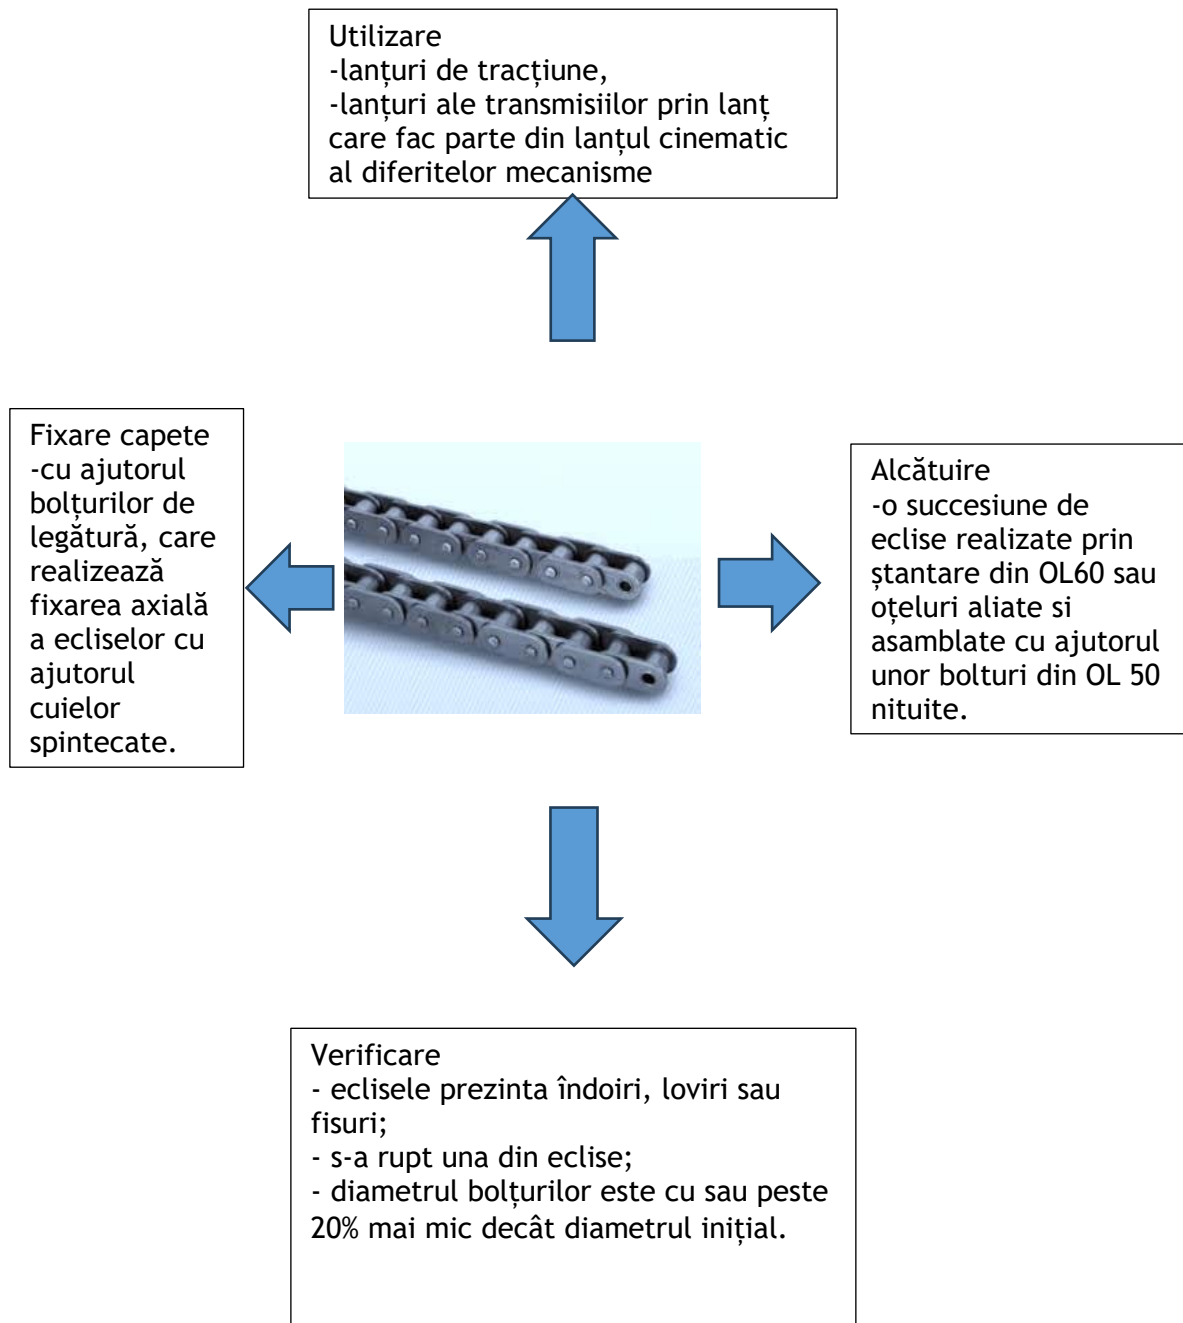 Utilizare
-lanțuri de tracțiune,
-lanțuri ale transmisiilor prin lanț
care fac parte din lanțul cinematic
al diferitelor mecanisme
Fixare capete
-cu ajutorul
bolțurilor de
legătură, care
realizează
fixarea axială
a ecliselor cu
ajutorul
cuielor
spintecate.
Alcătuire
-o succesiune de
eclise realizate prin
ștantare din OL60 sau
oțeluri aliate si
asamblate cu ajutorul
unor bolturi din OL 50
nituite.
Verificare
- eclisele prezinta îndoiri, loviri sau
fisuri;
- s-a rupt una din eclise;
- diametrul bolțurilor este cu sau peste
20% mai mic decât diametrul inițial.